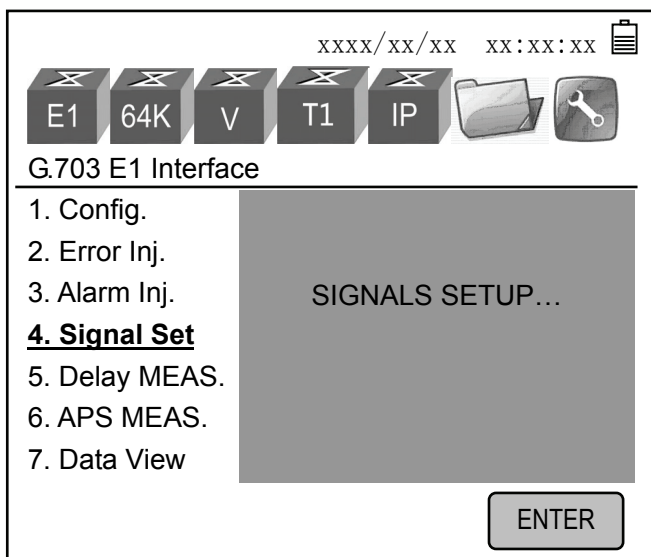 xxxx/xx/xx xx:xx:xx
E1 64K V T1 IP
G.703 E1 Interface
1. Config.
2. Error Inj.
3. Alarm Inj.
4. Signal Set
5. Delay MEAS.
6. APS MEAS.
7. Data View
SIGNALS SETUP…
ENTER